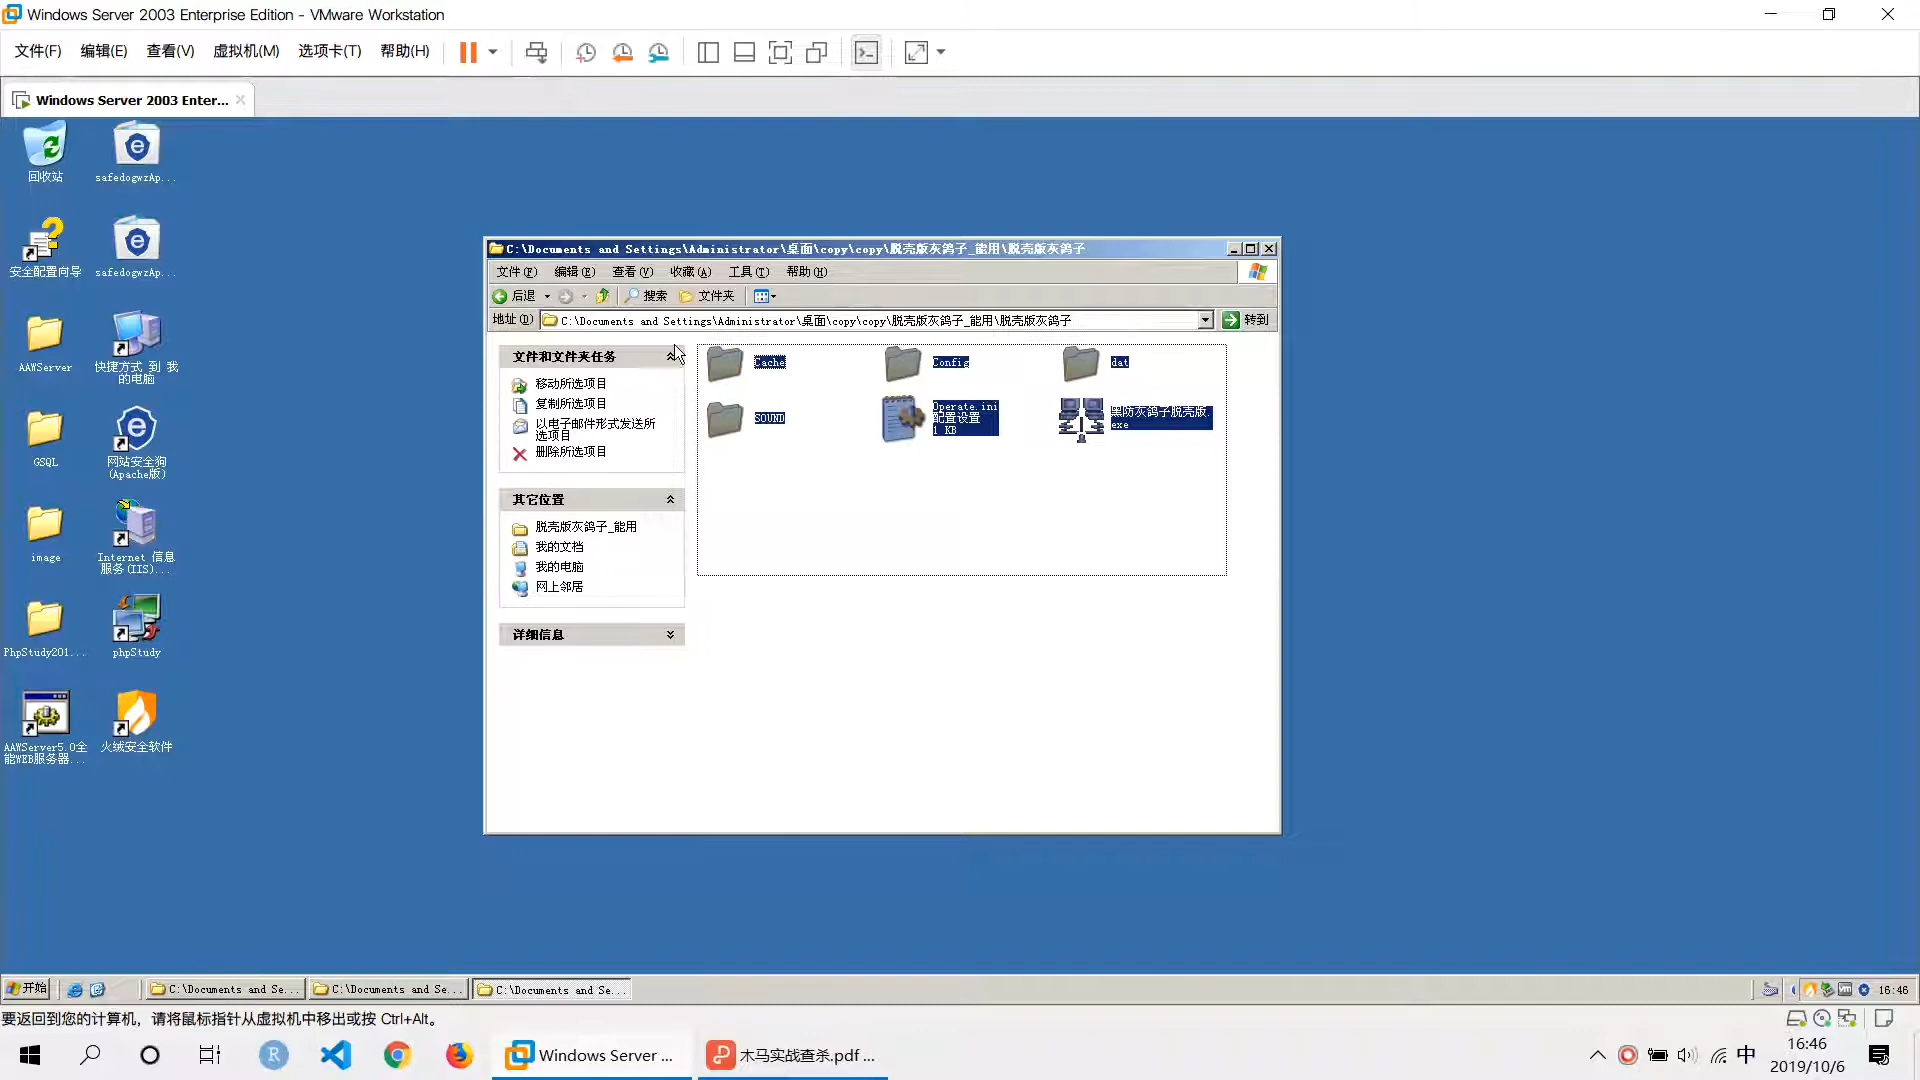 Windows Server 2003 Enterprise Edition - VMware Workstation
文件(F) 编辑(E) 查看(V) 虚拟机(M) 选项卡(T) 帮助(H)
Windows Server 2003 Enter...
回收站
safedogwzAp...
安全配置向导
safedogwzAp...
AAWServer
快捷方式 到 我
的电脑
GSQL
网站安全狗
(Apache版)
image
Internet 信息
服务(IIS)...
PhpStudy201...
phpStudy
AAWServer5.0全
能WEB服务器...
火绒安全软件
C:\Documents and Settings\Administrator\桌面\copy\copy\脱壳版灰鸽子_能用\脱壳版灰鸽子
文件(F) 编辑(E) 查看(V) 收藏(A) 工具(T) 帮助(H)
后退 搜索 文件夹
地址(D) C:\Documents and Settings\Administrator\桌面\copy\copy\脱壳版灰鸽子_能用\脱壳版灰鸽子 转到
文件和文件夹任务
移动所选项目
复制所选项目
以电子邮件形式发送所
选项目
删除所选项目
其它位置
脱壳版灰鸽子_能用
我的文档
我的电脑
网上邻居
详细信息
Cache
Config
dat
SOUND
Operate.ini
配置设置
1 KB
黑防灰鸽子脱壳版.
exe
开始
C:\Documents and Se...
C:\Documents and Se...
C:\Documents and Se...
16:46
要返回到您的计算机，请将鼠标指针从虚拟机中移出或按 Ctrl+Alt。
Windows Server ...
木马实战查杀.pdf ...
中
16:46
2019/10/6